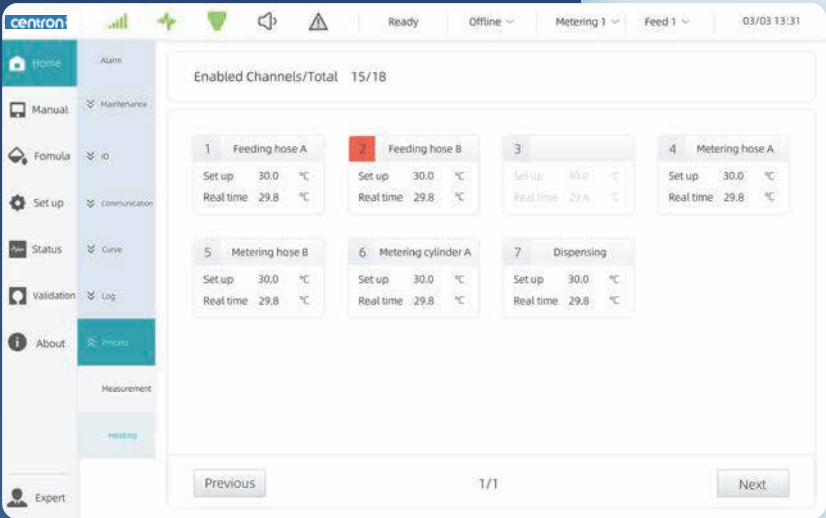 centron
Ready
Offline
Metering 1
Feed 1
03/03 13:31
Home
Manual
Fomula
Set up
Status
Validation
About
Expert
Alarm
Maintenance
IO
Communication
Curve
Log
Process
Measurement
Heating
Enabled Channels/Total 15/18
1 Feeding hose A
Set up 30.0 °C
Real time 29.8 °C
2 Feeding hose B
Set up 30.0 °C
Real time 29.8 °C
3
Set up 30.0 °C
Real time 29.8 °C
4 Metering hose A
Set up 30.0 °C
Real time 29.8 °C
5 Metering hose B
Set up 30.0 °C
Real time 29.8 °C
6 Metering cylinder A
Set up 30.0 °C
Real time 29.8 °C
7 Dispensing
Set up 30.0 °C
Real time 29.8 °C
Previous
1/1
Next